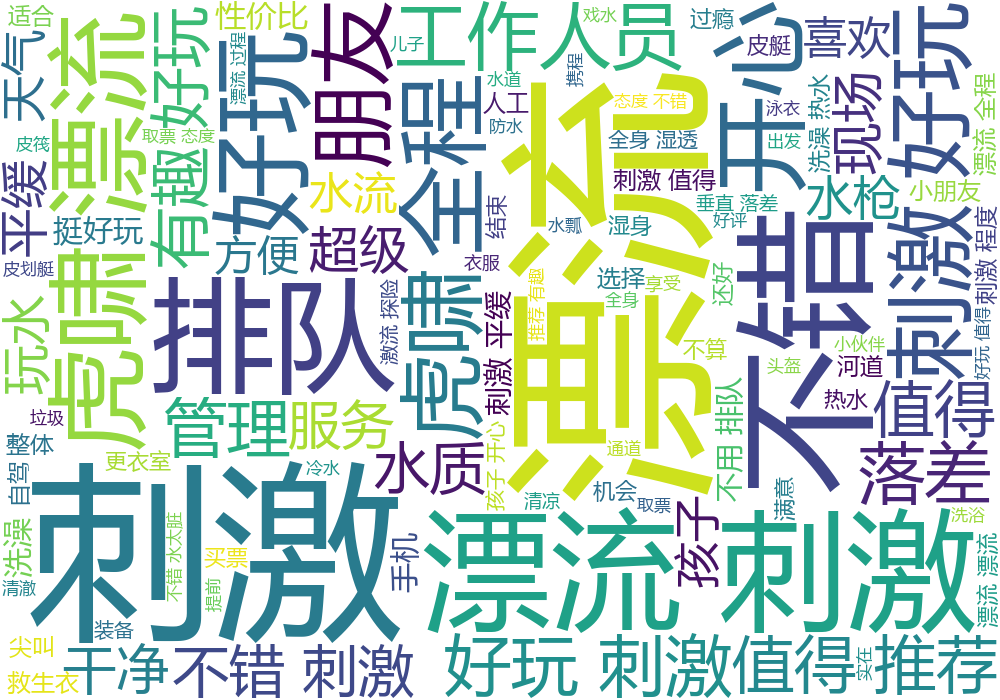 适合
天气
漂流
好玩
性价比
好玩
漂流 过程
朋友
儿子
工作人员
戏水
过瘾
开心
皮艇
喜欢
好玩
皮筏
取票 态度
全程
水道
携程
人工
防水
漂流
态度 不错
全身 湿透
泳衣
出发
洗澡 热水
现场
漂流 全程
平缓
挺好玩
有趣
方便
水流
超级
结束
衣服
水瓢
湿身
刺激 值得
垂直 落差
好评
水枪
小朋友
刺激
刺激 程度
皮划艇
虎啸
排队
激流 探险
虎啸
刺激 平缓
推荐 有趣
选择
享受
全身
还好
不错
不算
小伙伴
头盔
河道
好玩 值得
玩水
垃圾
整体
管理
服务
水质
孩子 开心
通道
不用 排队
热水
值得
落差
自驾
更衣室
冷水
清凉
机会
取票
满意
洗澡
刺激
不错 水太脏
买票
提前
手机
漂流
孩子
刺激
洗浴
漂流 漂流
清澈
装备
尖叫
救生衣
干净
不错 刺激
好玩 刺激
值得
实在
推荐